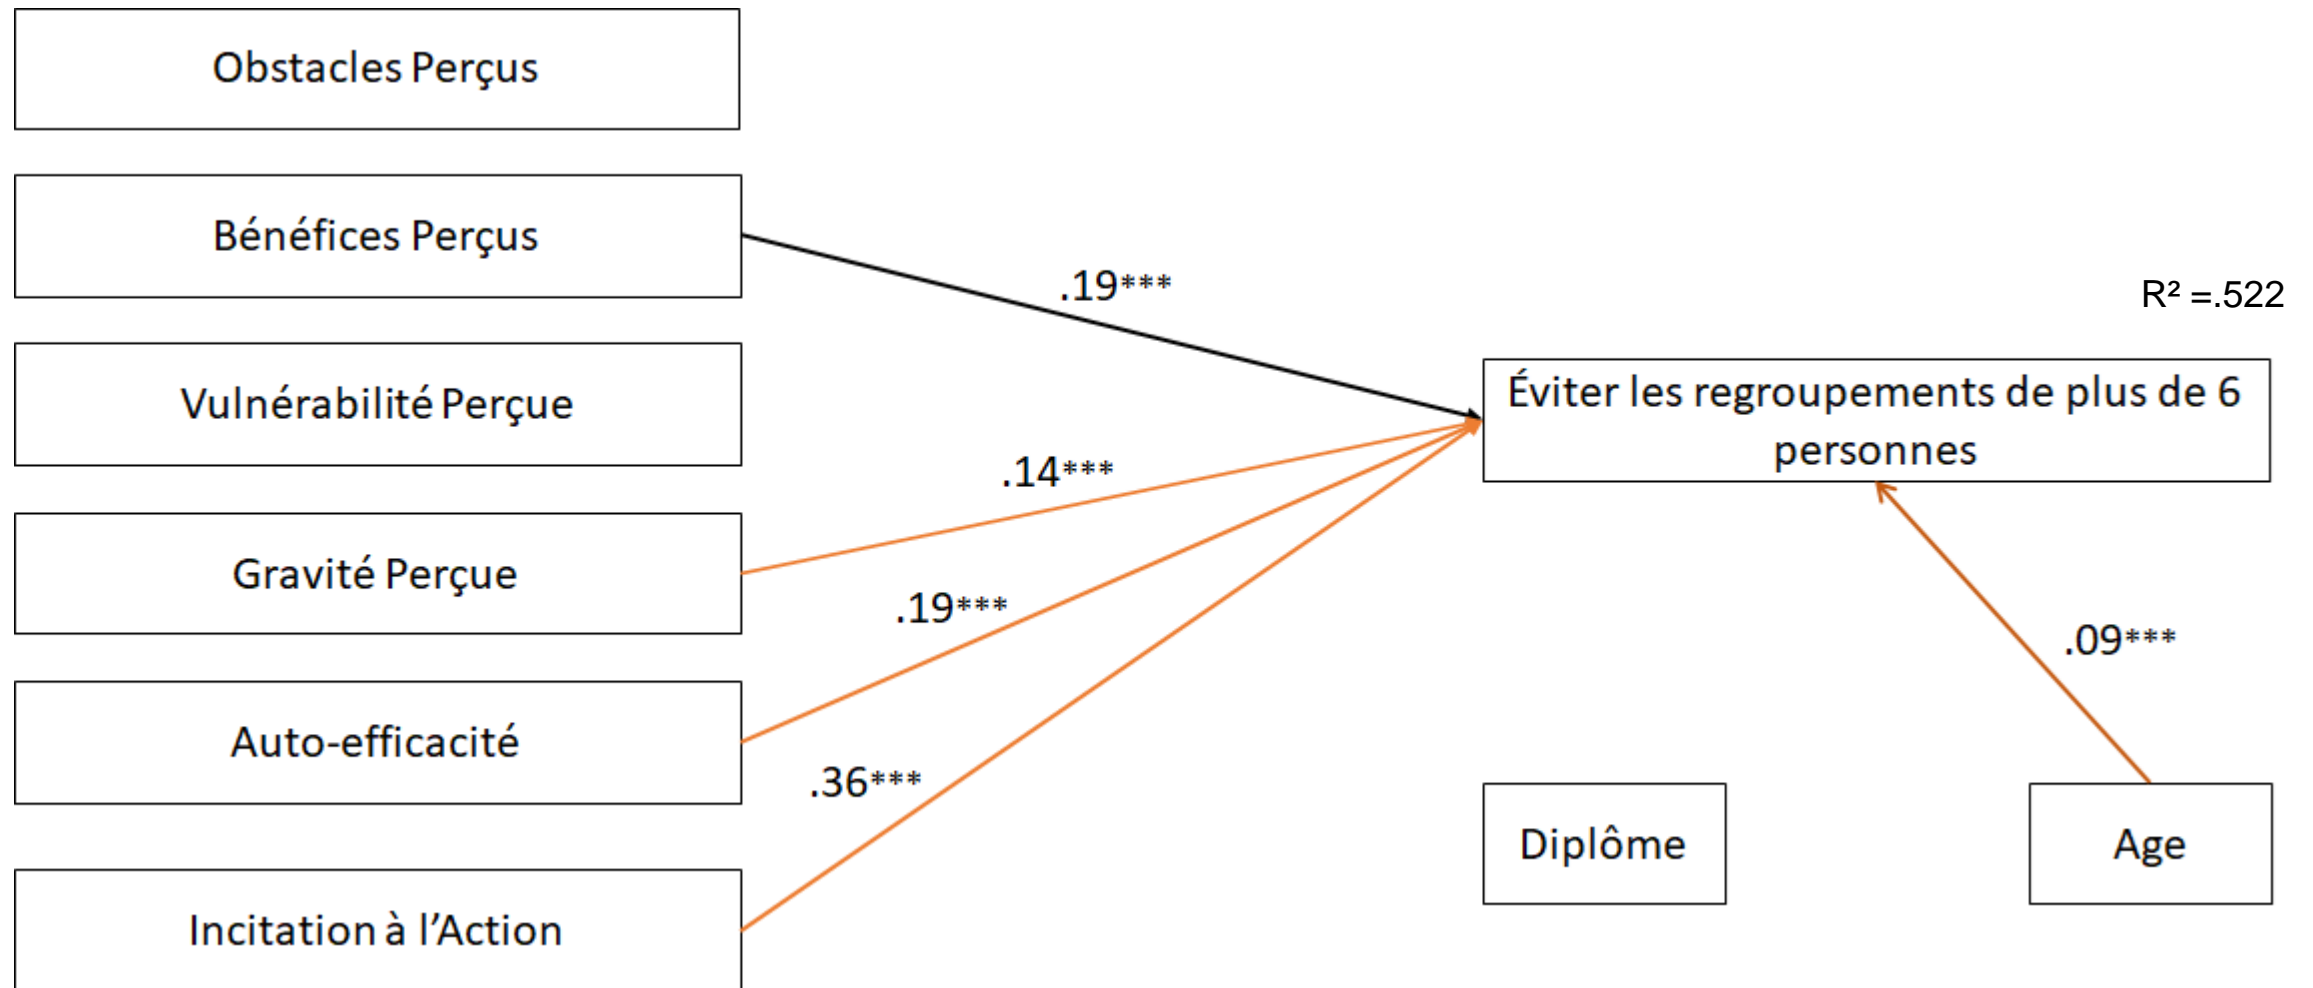 Obstacles Perçus
Bénéfices Perçus
.19***
R² =.522
Vulnérabilité Perçue
Éviter les regroupements de plus de 6
personnes
.14***
Gravité Perçue
.19***
.09***
Auto-efficacité
.36***
Diplôme
Age
Incitation à l’Action